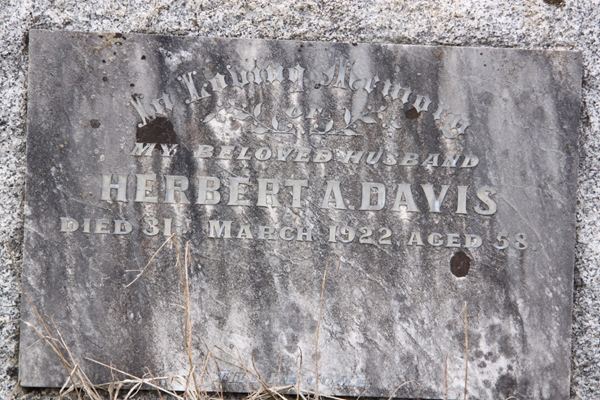 In Loving Memory
MY BELOVED HUSBAND
HERBERT A. DAVIS
DIED 31ST MARCH 1922, AGED 58